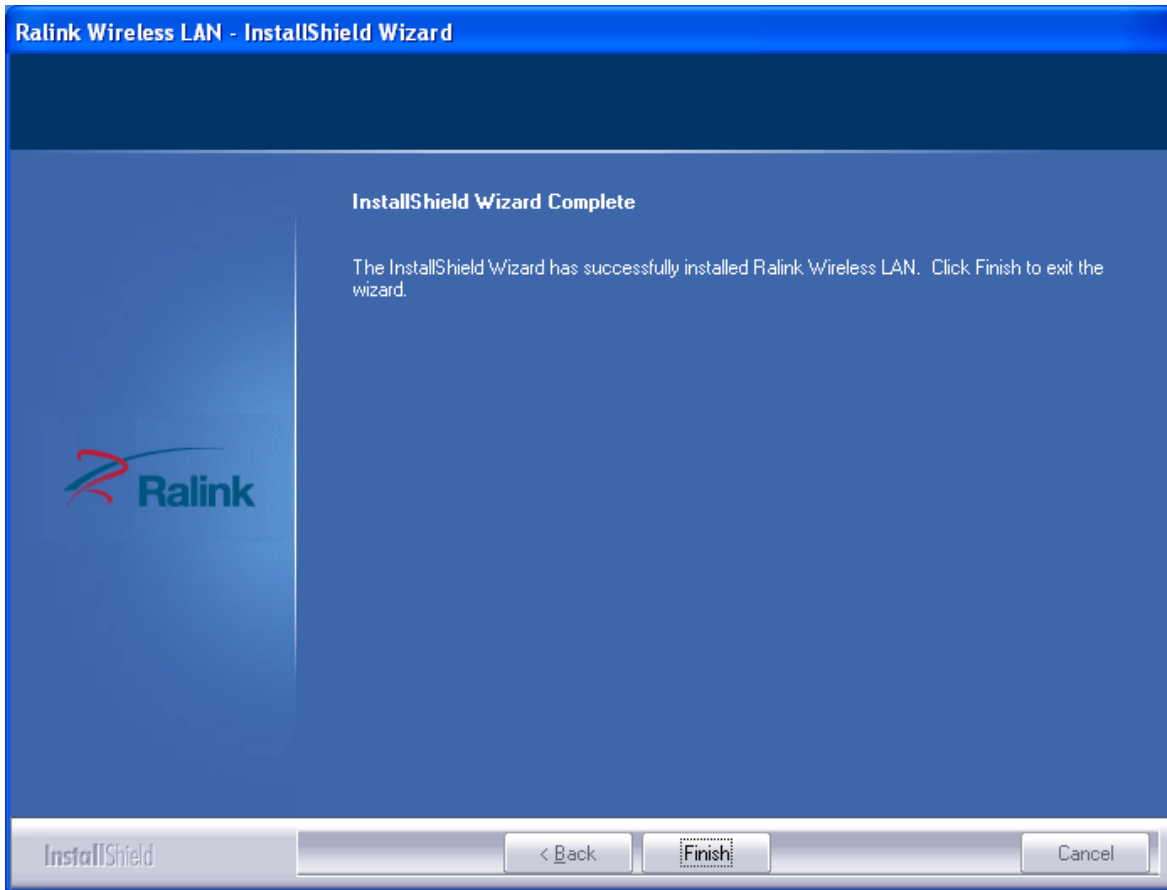 Ralink Wireless LAN - InstallShield Wizard
InstallShield Wizard Complete
The InstallShield Wizard has successfully installed Ralink Wireless LAN.  Click Finish to exit the
wizard.
Ralink
InstallShield
< Back
Finish
Cancel